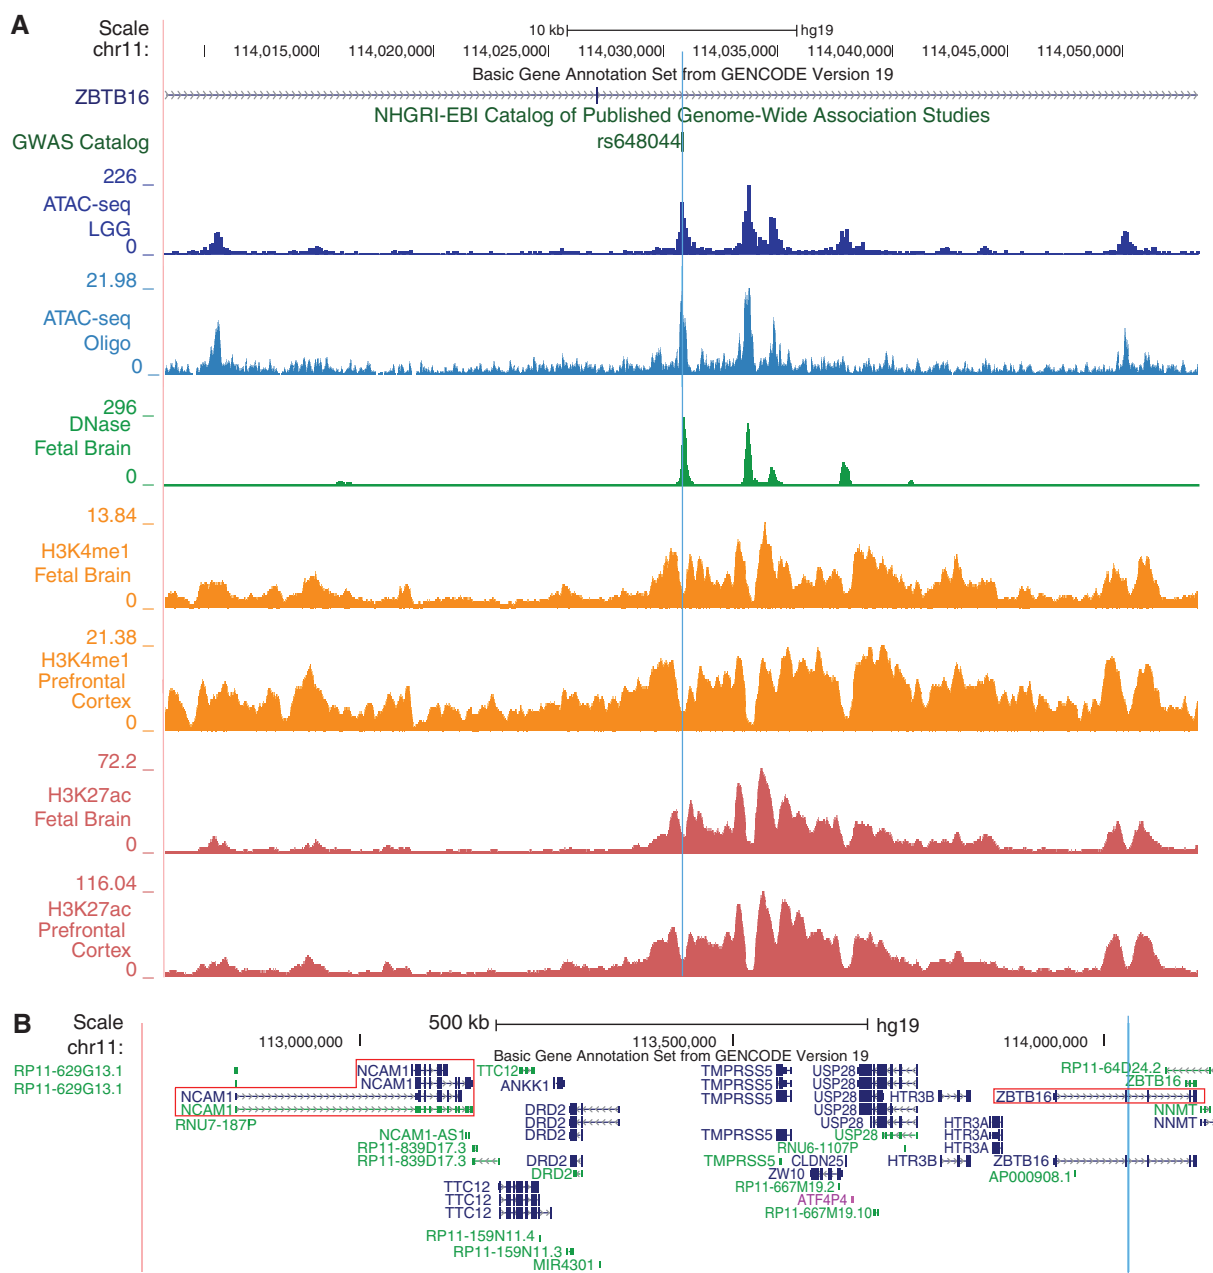 A
Scale
10 kb
hg19
chr11:
114,015,000
114,020,000
114,025,000
114,030,000
114,035,000
114,040,000
114,045,000
114,050,000
Basic Gene Annotation Set from GENCODE Version 19
ZBTB16
NHGRI-EBI Catalog of Published Genome-Wide Association Studies
GWAS Catalog
rs648044
226
ATAC-seq
LGG
0
21.98
ATAC-seq
Oligo
0
296
DNase
Fetal Brain
0
13.84
H3K4me1
Fetal Brain
0
21.38
H3K4me1
Prefrontal
Cortex
0
72.2
H3K27ac
Fetal Brain
0
116.04
H3K27ac
Prefrontal
Cortex
0
B
Scale
500 kb
hg19
chr11:
113,000,000
113,500,000
114,000,000
Basic Gene Annotation Set from GENCODE Version 19
RP11-629G13.1 NCAM1 TTC12 TMPRSS5 USP28 RP11-64D24.2
RP11-629G13.1 NCAM1 ANKK1 TMPRSS5 USP28 ZBTB16
NCAM1 TMPRSS5 USP28 HTR3B ZBTB16
NCAM1 DRD2 USP28 NNMT
RNU7-187P DRD2 USP28 HTR3A NNMT
NCAM1-AS1 DRD2 TMPRSS5 USP28 HTR3A
RP11-839D17.3 RNU6-1107P HTR3A
RP11-839D17.3 DRD2 TMPRSS5 CLDN25 HTR3B ZBTB16
DRD2 ZW10 AP000908.1
TTC12 RP11-667M19.2
TTC12 ATF4P4
TTC12 RP11-667M19.10
RP11-159N11.4
RP11-159N11.3
MIR4301